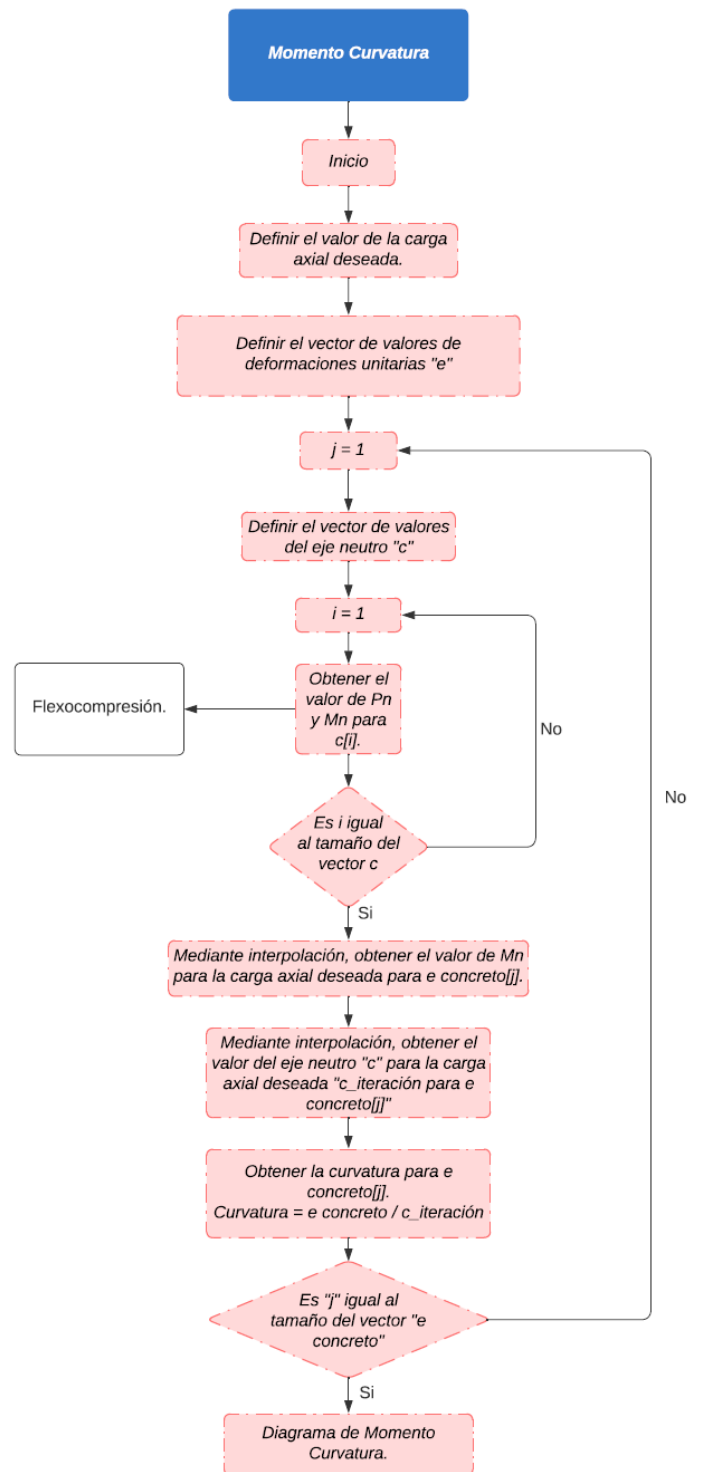 Momento Curvatura
Inicio
Definir el valor de la carga
axial deseada.
Definir el vector de valores de
deformaciones unitarias "e"
j = 1
Definir el vector de valores
del eje neutro "c"
i = 1
Obtener el
valor de Pn
y Mn para
c[i].
Flexocompresión.
No
No
Es i igual
al tamaño del
vector c
Si
Mediante interpolación, obtener el valor de Mn
para la carga axial deseada para e concreto[j].
Mediante interpolación, obtener el
valor del eje neutro "c" para la carga
axial deseada "c_iteración para e
concreto[j]"
Obtener la curvatura para e
concreto[j].
Curvatura = e concreto / c_iteración
Es "j" igual al
tamaño del vector "e
concreto"
Si
Diagrama de Momento
Curvatura.